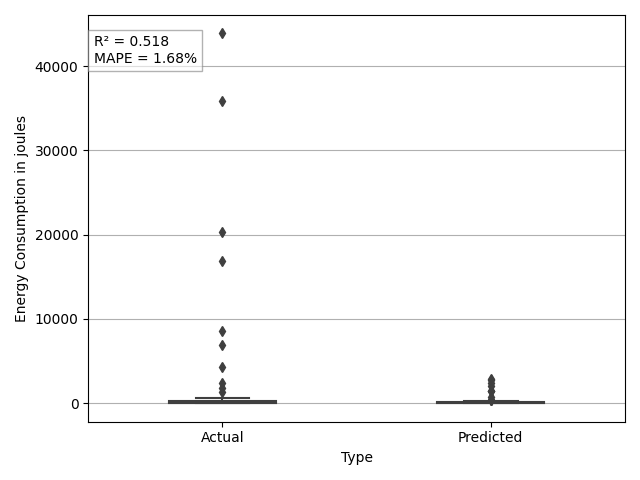 R² = 0.518
MAPE = 1.68%
40000
30000
20000
10000
0
Energy Consumption in joules
Actual
Predicted
Type